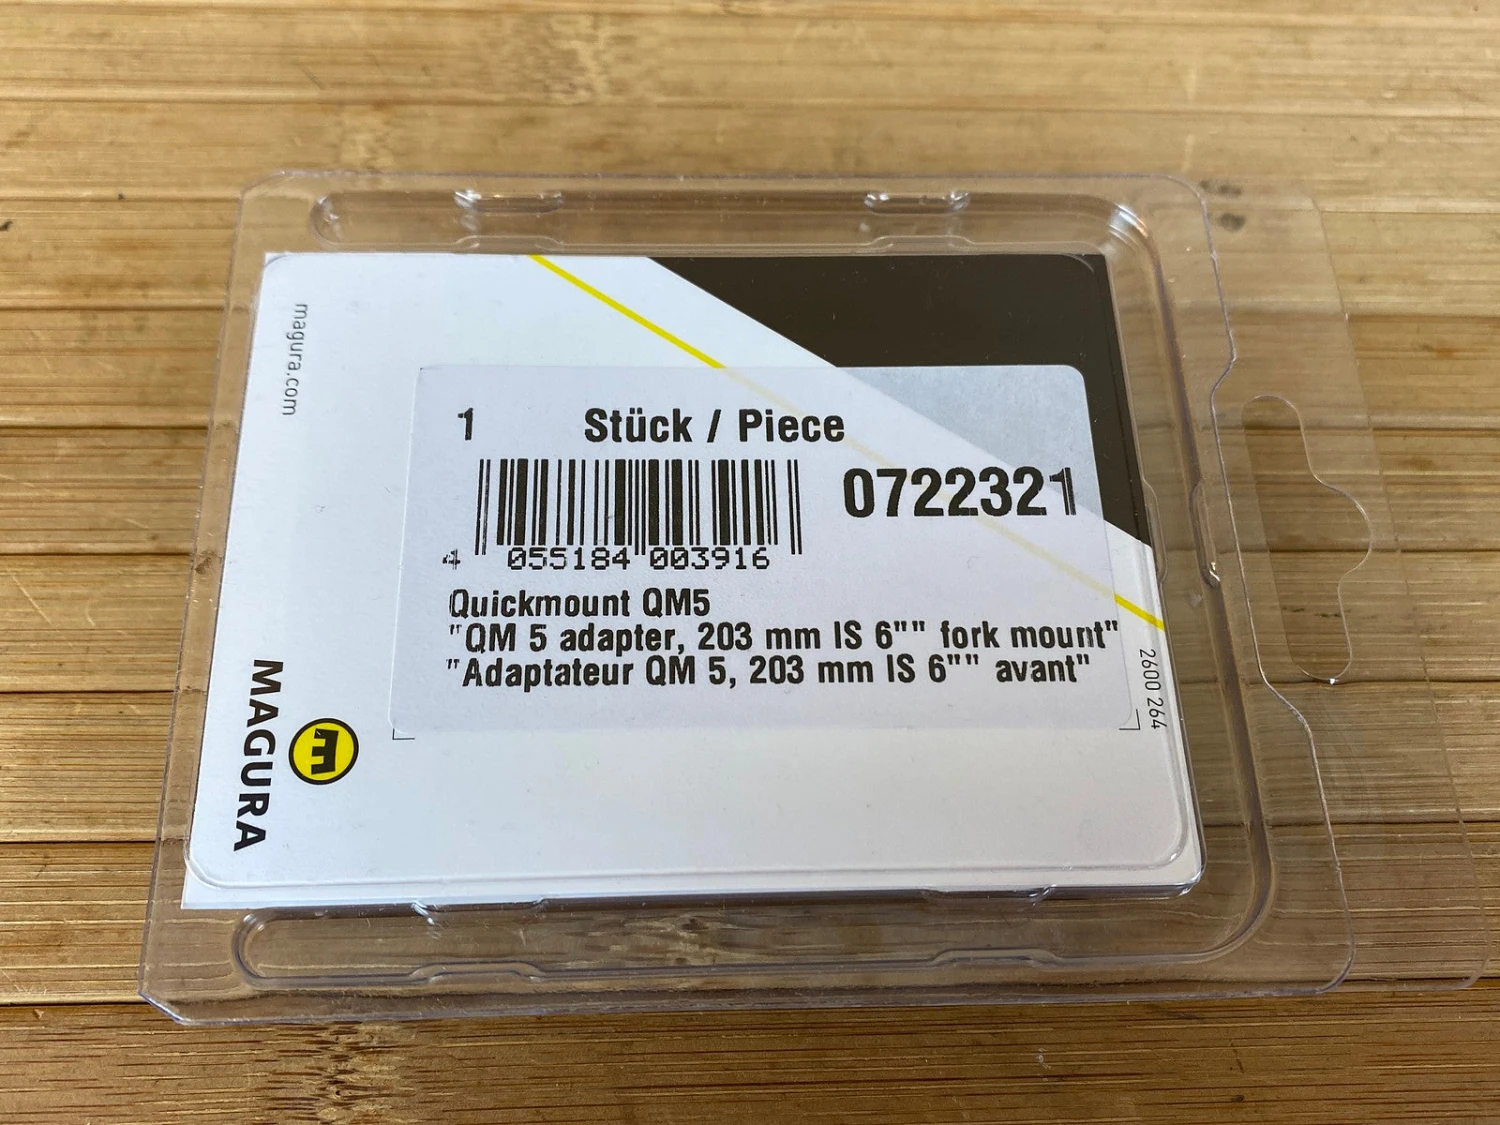 magura.com
1 Stück / Piece
0722321
4 055184 003916
Quickmount QM5
"QM 5 adapter, 203 mm IS 6"" fork mount"
"Adaptateur QM 5, 203 mm IS 6"" avant"
2600 264
MAGURA